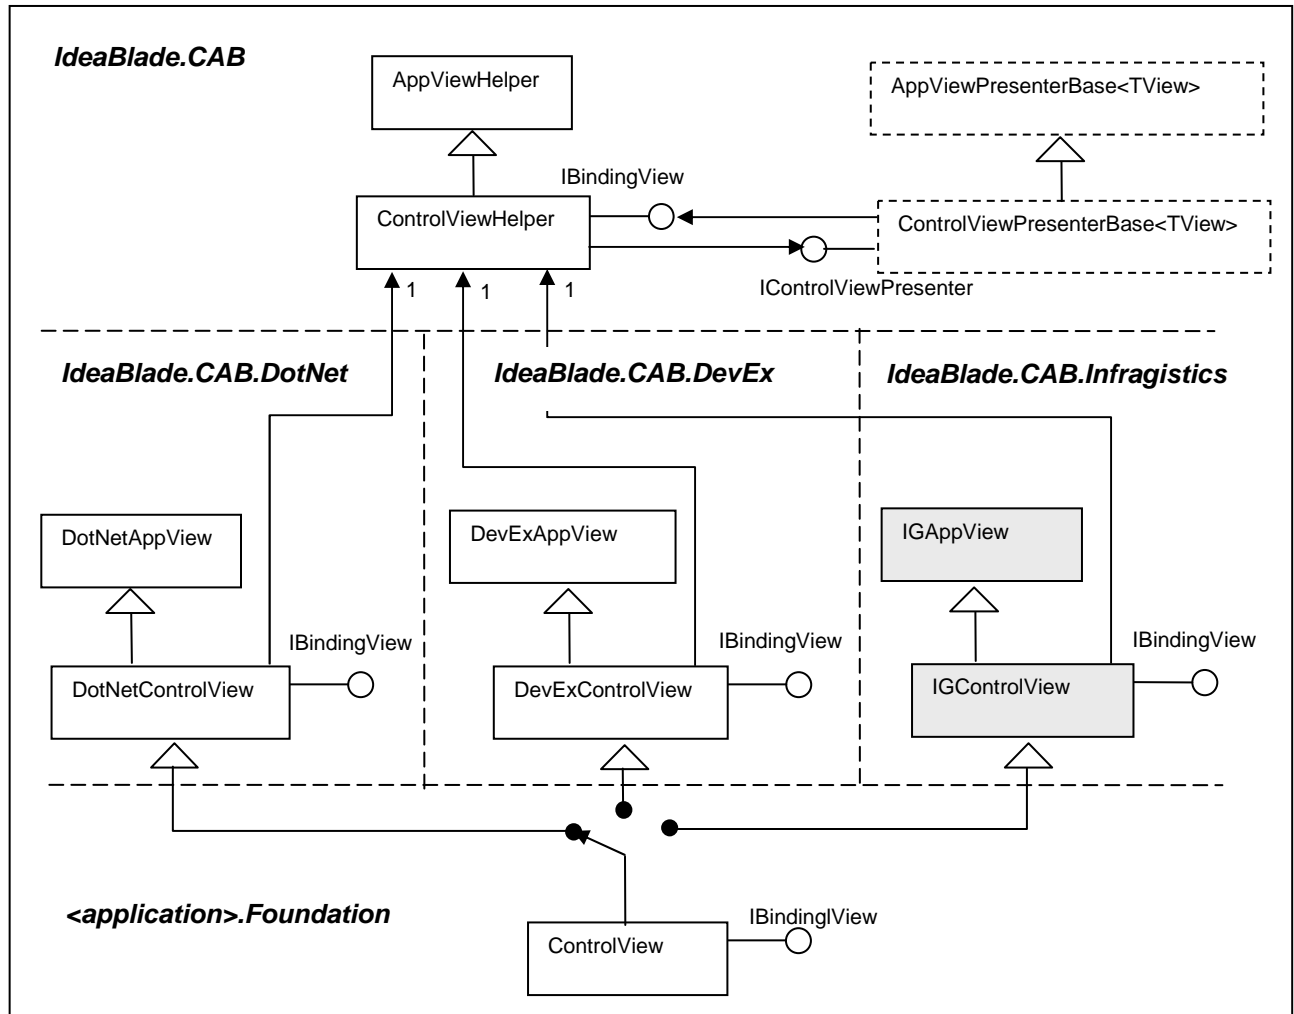 IdeaBlade.CAB
AppViewHelper
AppViewPresenterBase<TView>
IBindingView
ControlViewHelper
ControlViewPresenterBase<TView>
IControlViewPresenter
1
1
1
IdeaBlade.CAB.DotNet
IdeaBlade.CAB.DevEx
IdeaBlade.CAB.Infragistics
DotNetAppView
DevExAppView
IGAppView
IBindingView
IBindingView
IBindingView
DotNetControlView
DevExControlView
IGControlView
<application>.Foundation
IBindinglView
ControlView